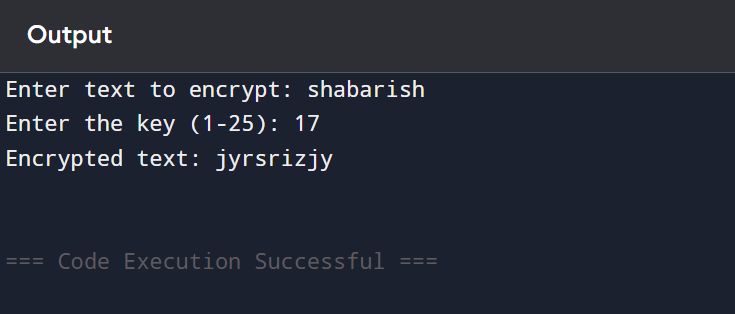 Output
Enter text to encrypt: shabarish
Enter the key (1-25): 17
Encrypted text: jyrsrizjy
=== Code Execution Successful ===